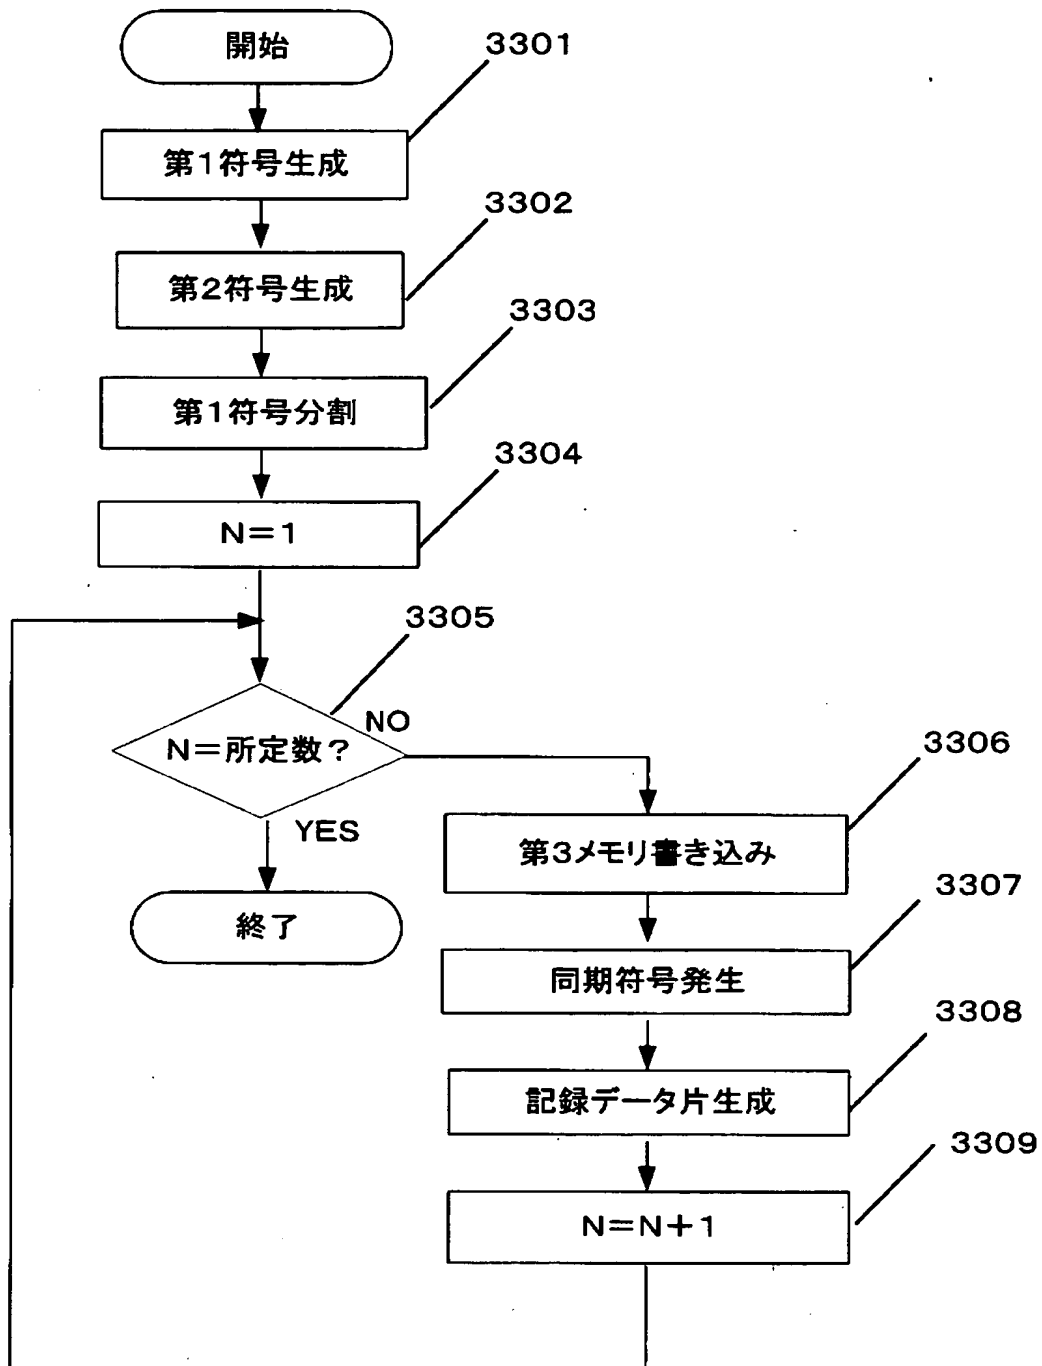 開始
3301
第1符号生成
3302
第2符号生成
3303
第1符号分割
3304
N=1
3305
N=所定数?
NO
YES
終了
3306
第3メモリ書き込み
3307
同期符号発生
3308
記録データ片生成
3309
N=N+1